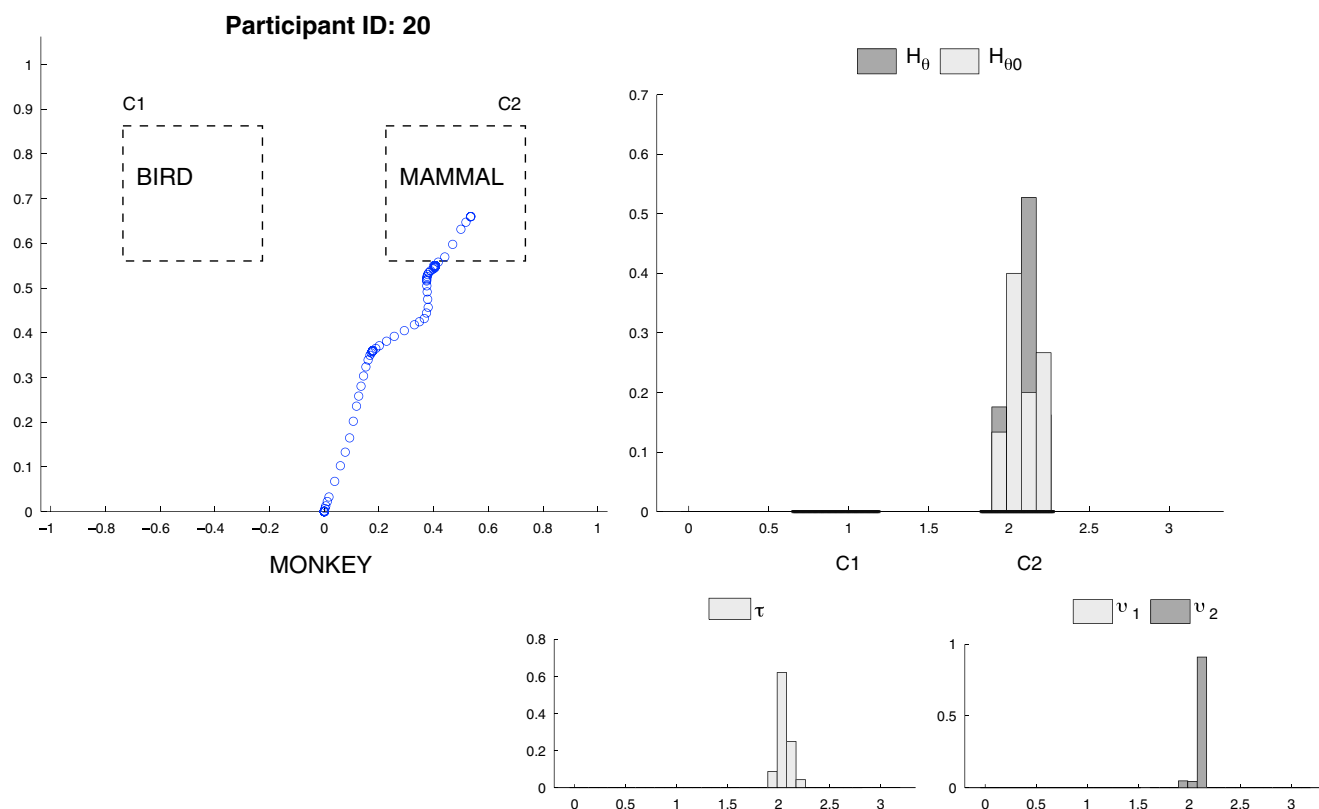 Participant ID: 20
1
0.9
0.8
0.7
0.6
0.5
0.4
0.3
0.2
0.1
0
C1
C2
BIRD
MAMMAL
−1 −0.8 −0.6 −0.4 −0.2 0 0.2 0.4 0.6 0.8 1
MONKEY
Hθ Hθ0
0.7
0.6
0.5
0.4
0.3
0.2
0.1
0
0 0.5 1 1.5 2 2.5 3
C1 C2
τ
0.8
0.6
0.4
0.2
0
0 0.5 1 1.5 2 2.5 3
υ1 υ2
1
0.5
0
0 0.5 1 1.5 2 2.5 3